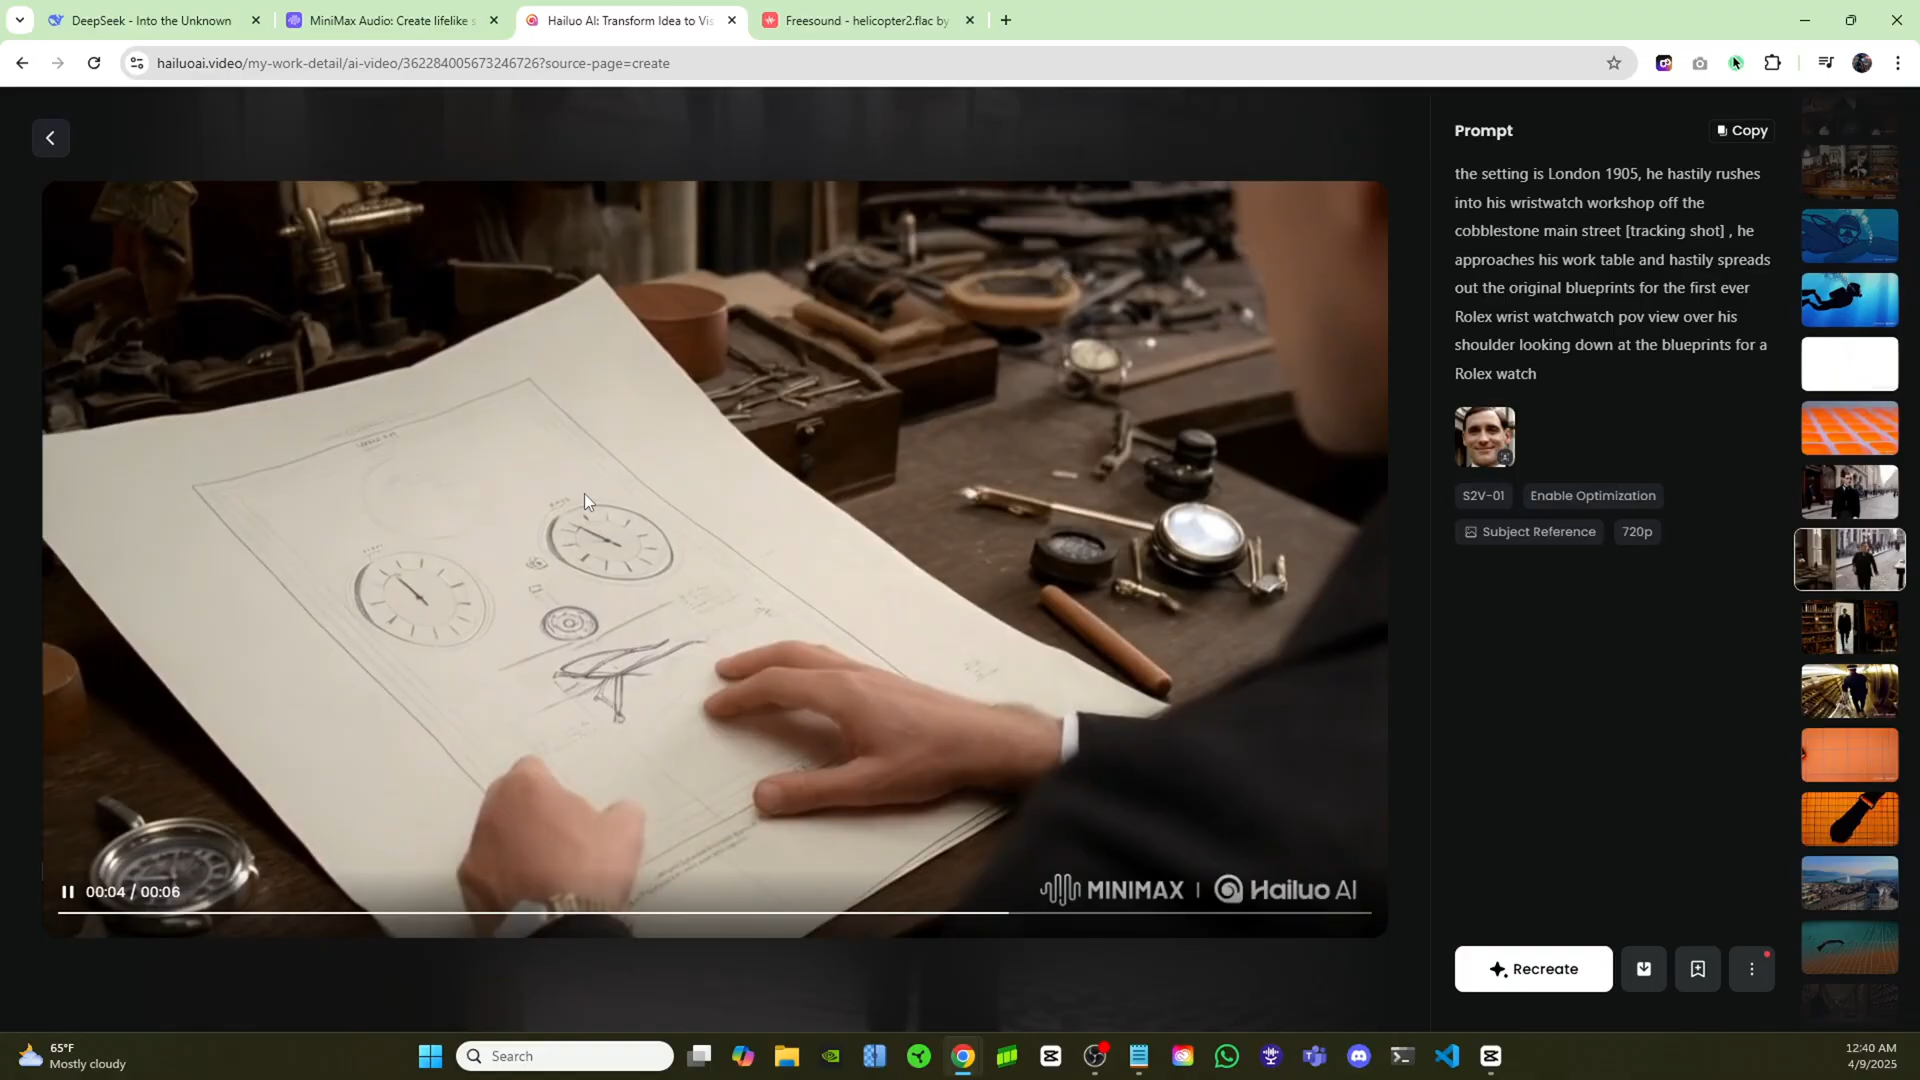 DeepSeek - Into the Unknown
MiniMax Audio: Create lifelike s
Hailuo AI: Transform Idea to Vis
Freesound - helicopter2.flac by
hailuoai.video/my-work-detail/ai-video/362284005673246726?source-page=create
Prompt
Copy
the setting is London 1905, he hastily rushes
into his wristwatch workshop off the
cobblestone main street [tracking shot] , he
approaches his work table and hastily spreads
out the original blueprints for the first ever
Rolex wrist watchwatch pov view over his
shoulder looking down at the blueprints for a
Rolex watch
S2V-01
Enable Optimization
Subject Reference
720p
00:04 / 00:06
MINIMAX | Hailuo AI
Recreate
65°F
Mostly cloudy
Search
12:40 AM
4/9/2025